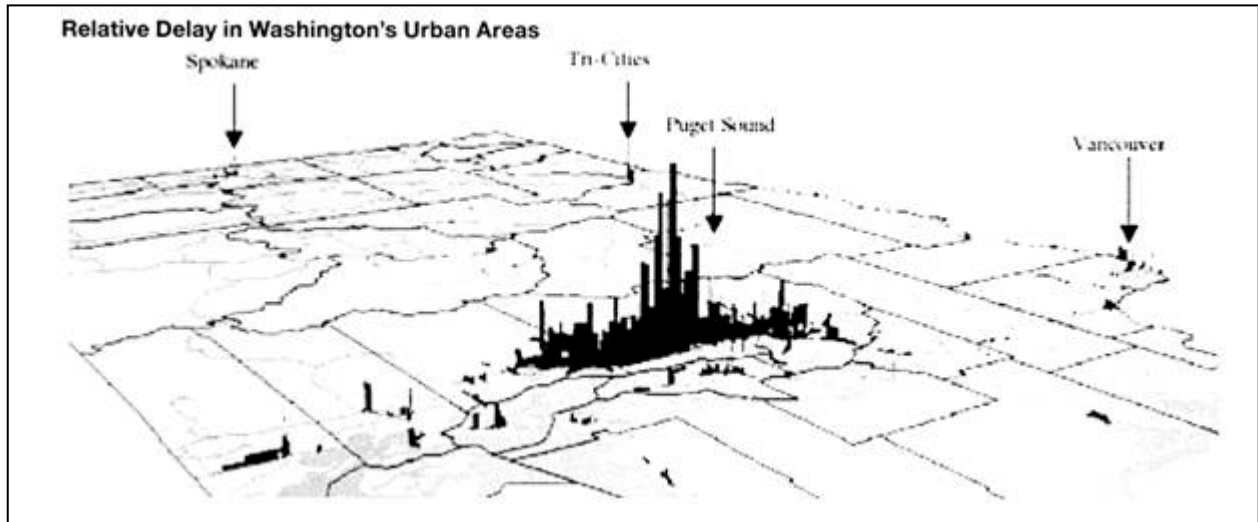 Relative Delay in Washington's Urban Areas
Spokane
Tri-Cities
Puget Sound
Vancouver